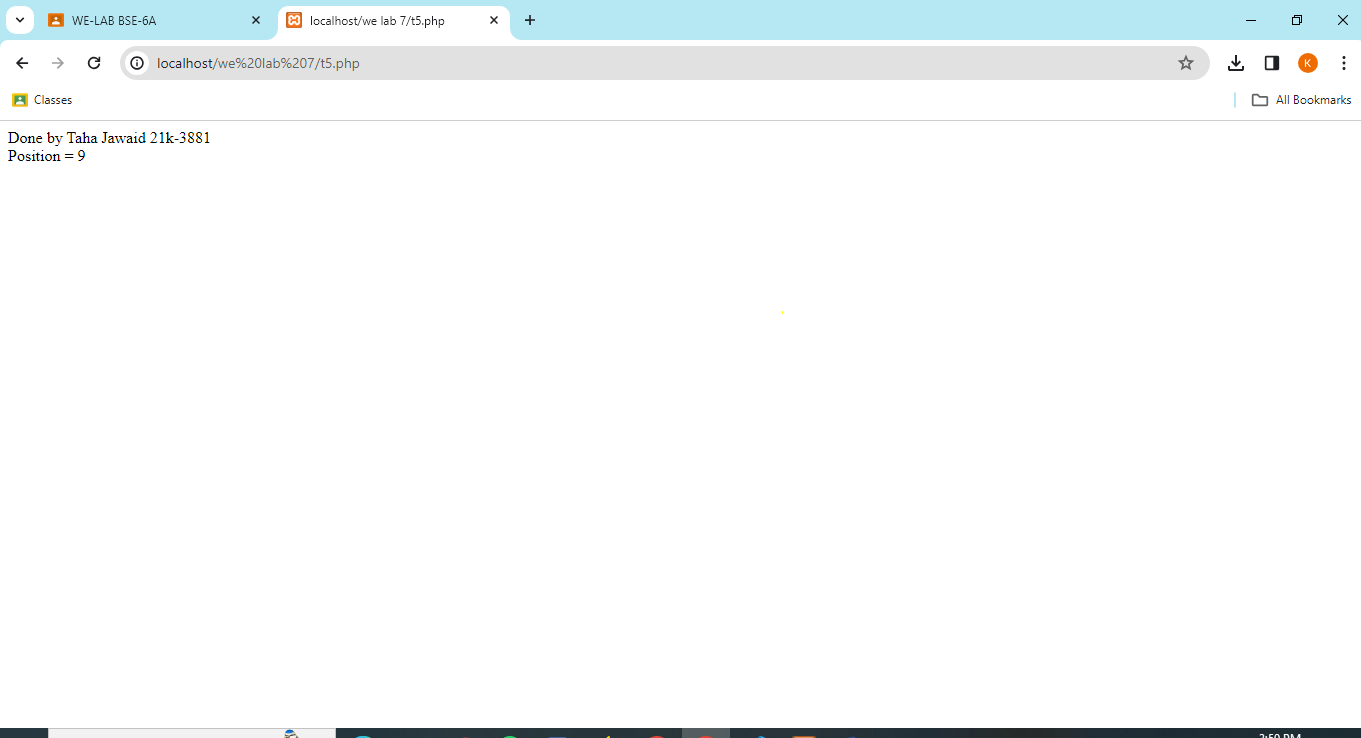 WE-LAB BSE-6A
localhost/we lab 7/t5.php
localhost/we%20lab%207/t5.php
K
Classes
All Bookmarks
Done by Taha Jawaid 21k-3881
Position = 9